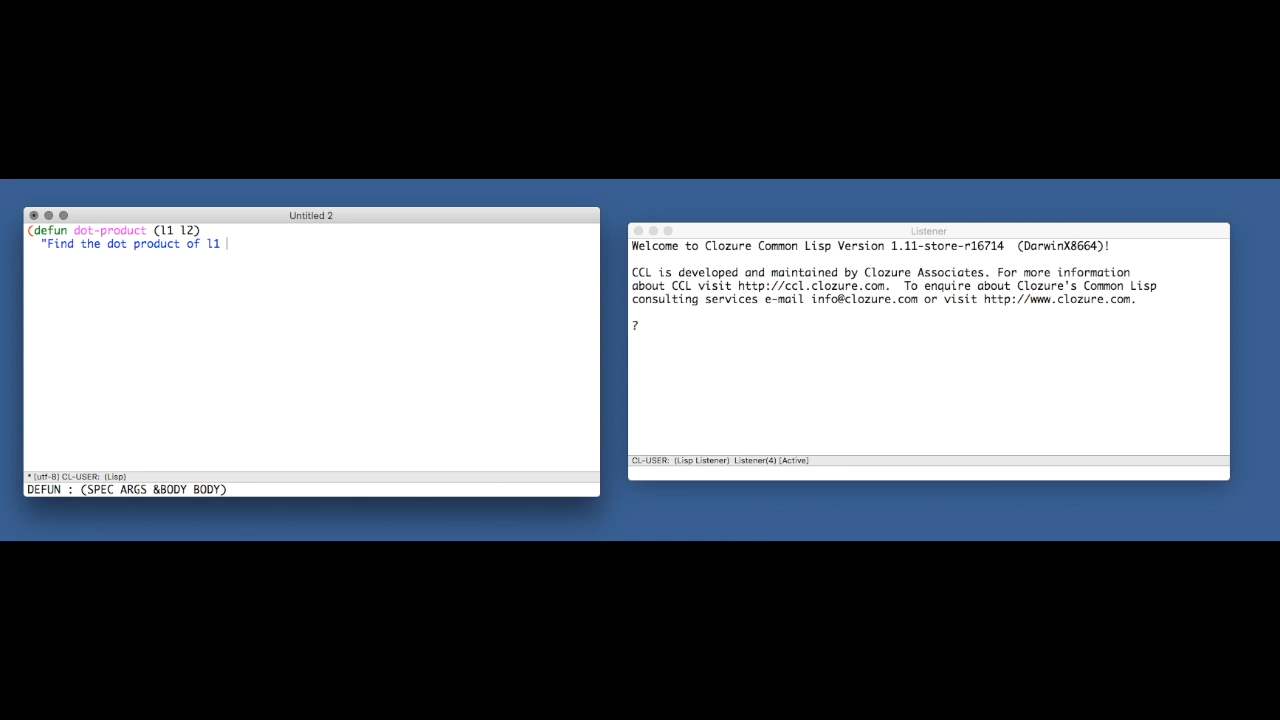 Untitled 2
(defun dot-product (l1 l2)
"Find the dot product of l1
* [utf-8] CL-USER: (Lisp)
DEFUN : (SPEC ARGS &BODY BODY)
Listener
Welcome to Clozure Common Lisp Version 1.11-store-r16714 (DarwinX8664)!
CCL is developed and maintained by Clozure Associates. For more information
about CCL visit http://ccl.clozure.com. To enquire about Clozure's Common Lisp
consulting services e-mail info@clozure.com or visit http://www.clozure.com.
?
CL-USER: (Lisp Listener) Listener(4) [Active]